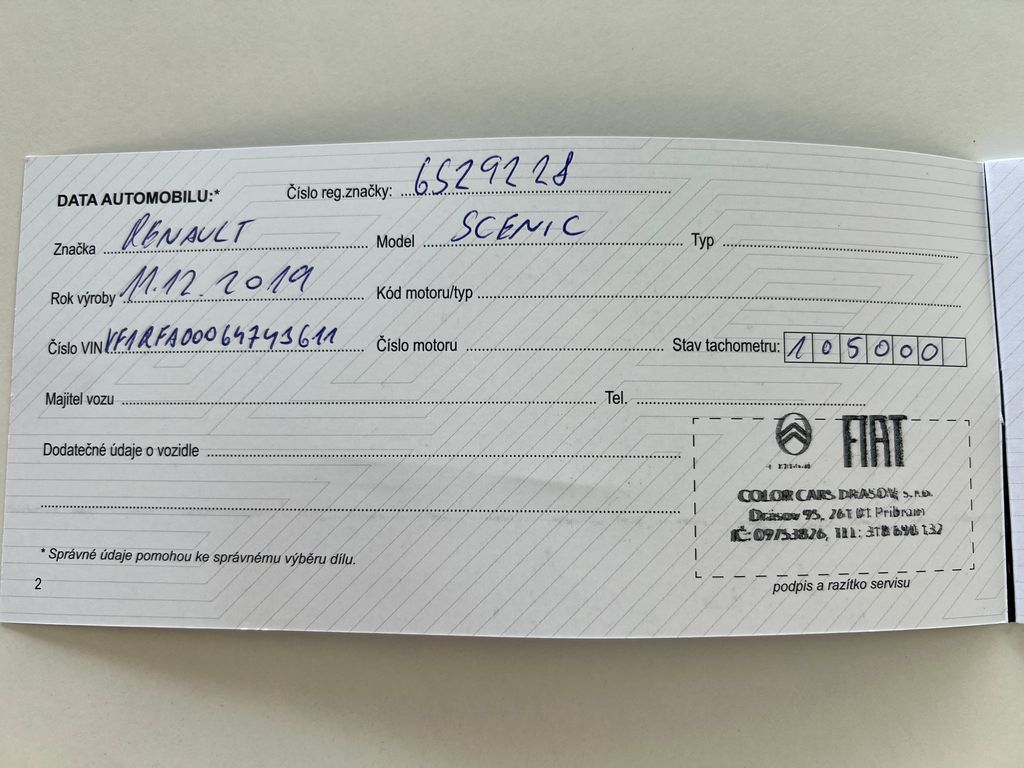 DATA AUTOMOBILU:* Číslo reg.značky: 6S29228
Značka RENAULT Model SCENIC Typ
Rok výroby 11.12.2019 Kód motoru/typ
Číslo VIN VF1RFA00064743611 Číslo motoru Stav tachometru: 105000
Majitel vozu Tel.
Dodatečné údaje o vozidle
FIAT
COLOR CARS DRASOV, s.r.o.
Drásov 95, 261 01 Příbram
IČ: 09753826, TEL: 318 690 132
* Správné údaje pomohou ke správnému výběru dílu.
podpis a razítko servisu
2